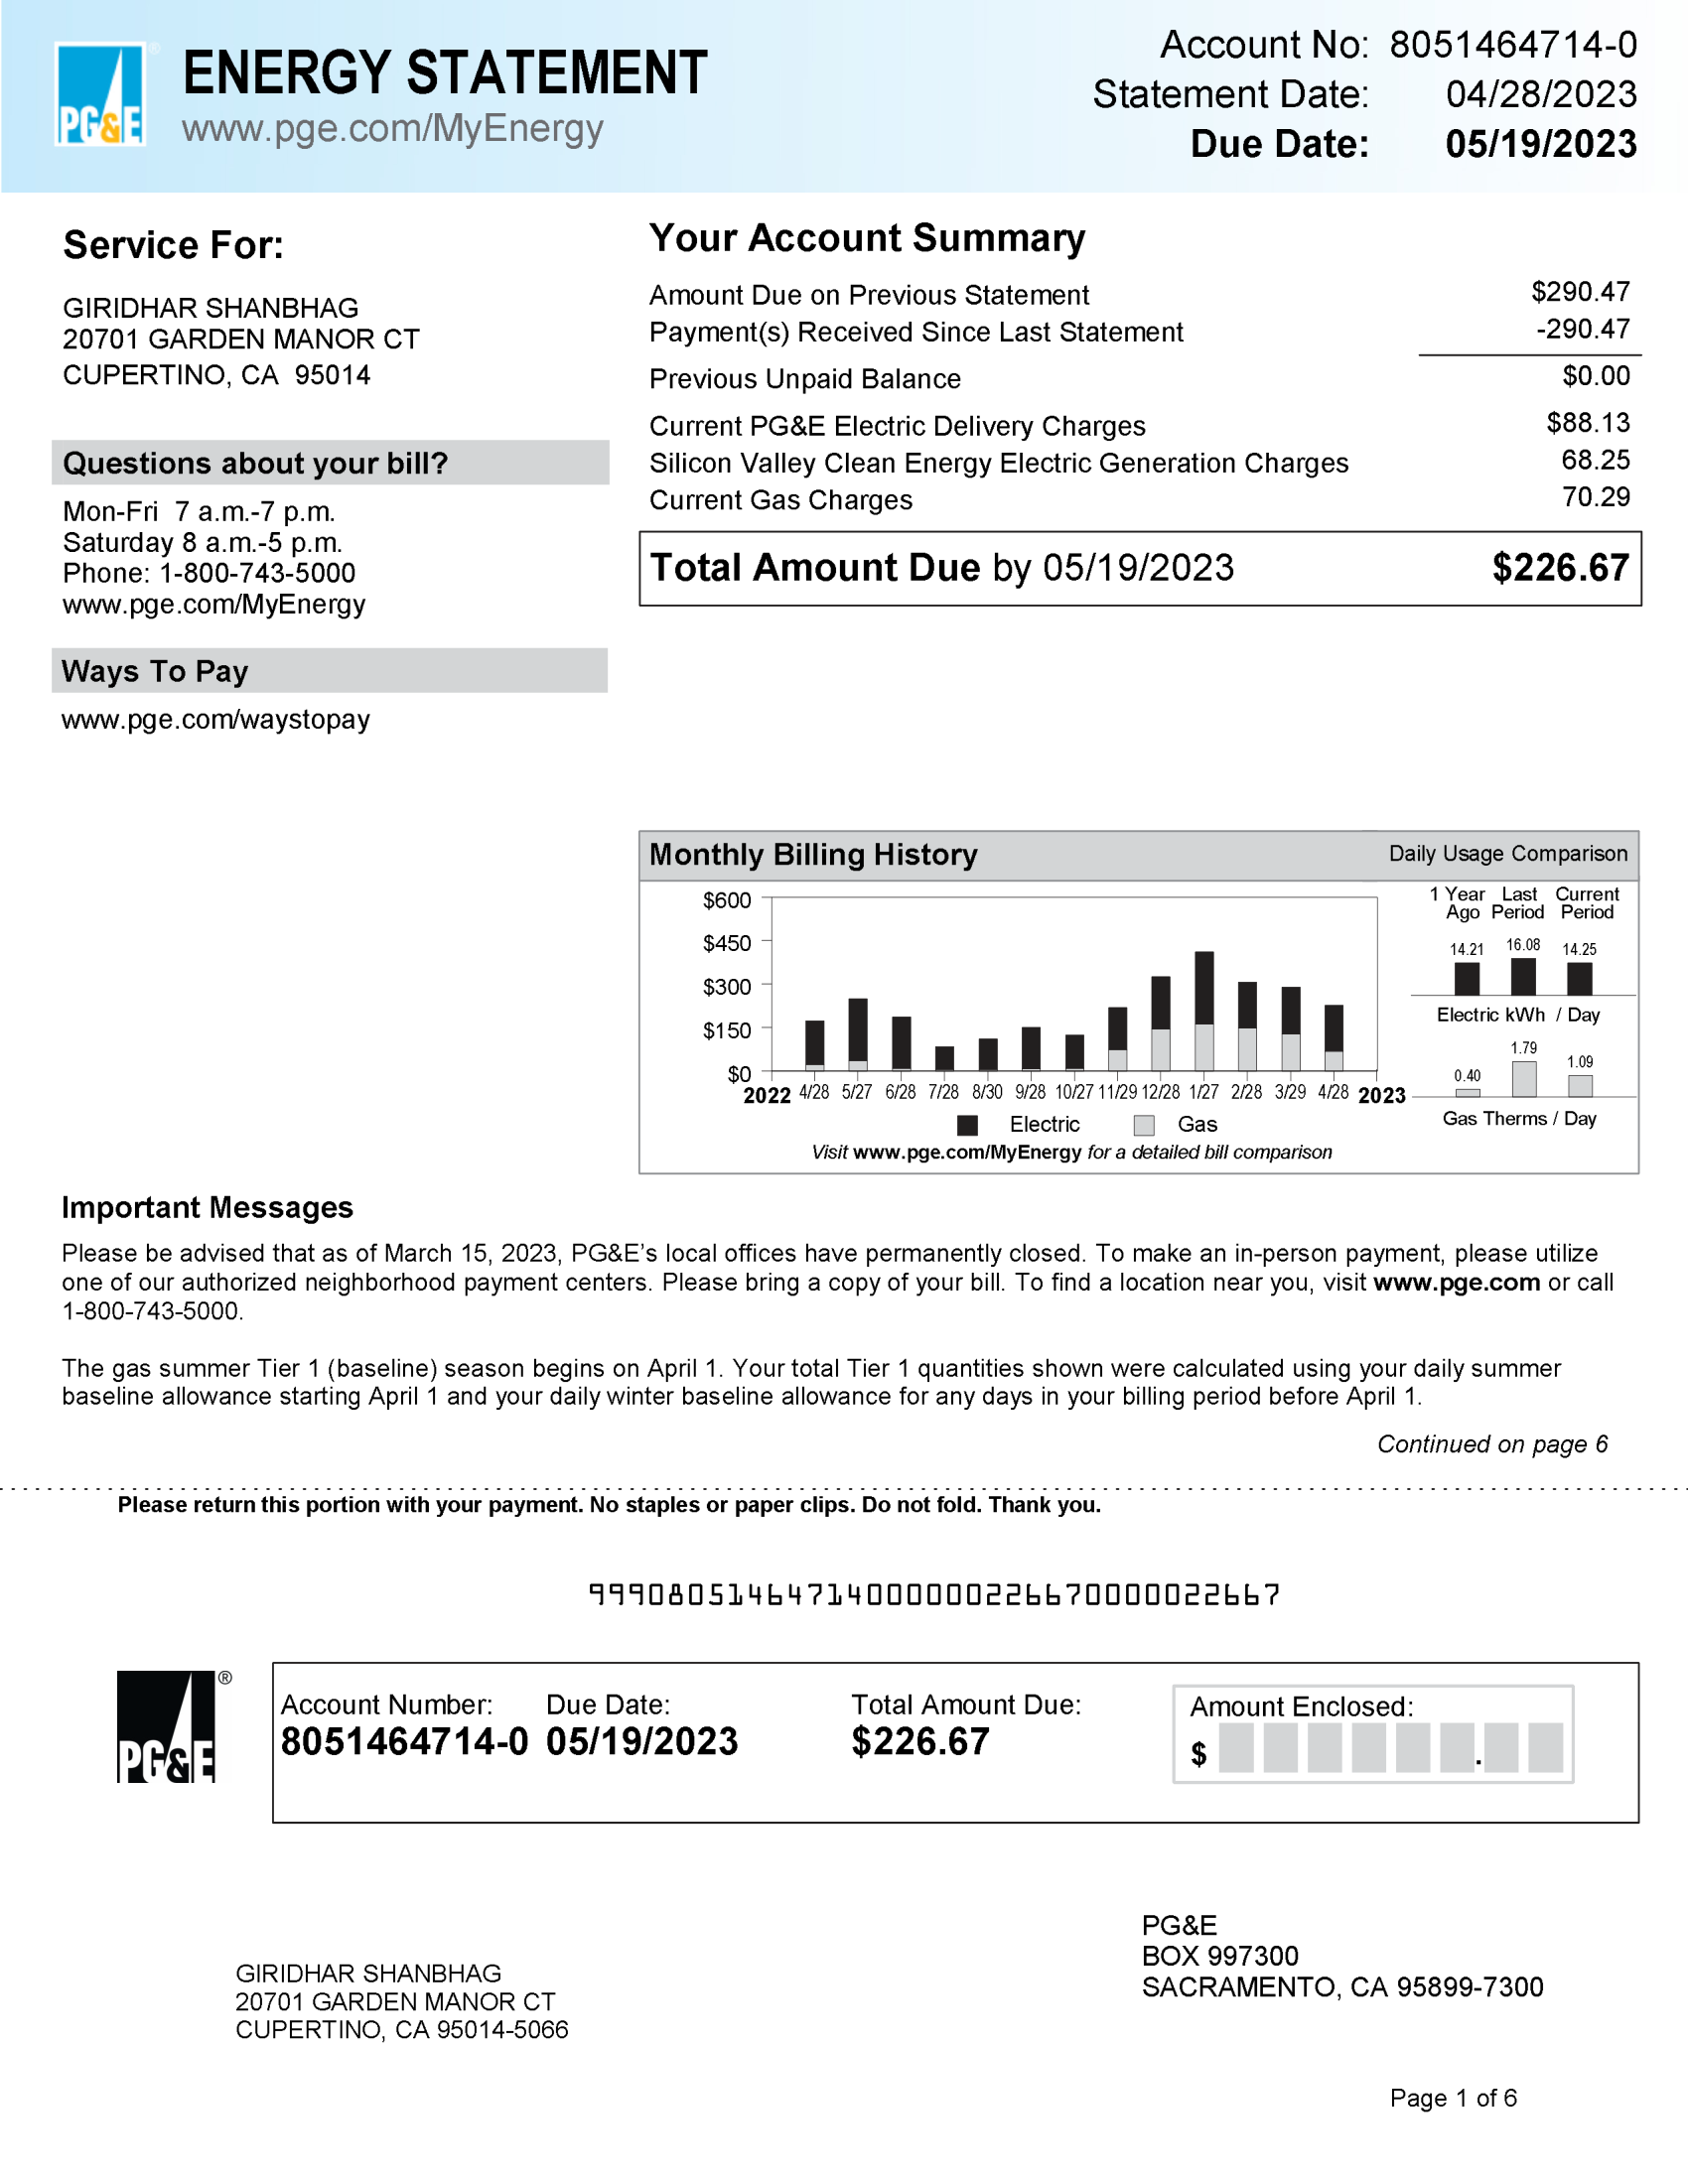 PG&E®
ENERGY STATEMENT
www.pge.com/MyEnergy
Account No: 8051464714-0
Statement Date: 04/28/2023
Due Date: 05/19/2023
Service For:
GIRIDHAR SHANBHAG
20701 GARDEN MANOR CT
CUPERTINO, CA 95014
Questions about your bill?
Mon-Fri 7 a.m.-7 p.m.
Saturday 8 a.m.-5 p.m.
Phone: 1-800-743-5000
www.pge.com/MyEnergy
Ways To Pay
www.pge.com/waystopay
Your Account Summary
Amount Due on Previous Statement $290.47
Payment(s) Received Since Last Statement -290.47
Previous Unpaid Balance $0.00
Current PG&E Electric Delivery Charges $88.13
Silicon Valley Clean Energy Electric Generation Charges 68.25
Current Gas Charges 70.29
Total Amount Due by 05/19/2023 $226.67
Monthly Billing History
$600
$450
$300
$150
$0
2022 4/28 5/27 6/28 7/28 8/30 9/28 10/27 11/29 12/28 1/27 2/28 3/29 4/28 2023
Electric Gas
Visit www.pge.com/MyEnergy for a detailed bill comparison
Daily Usage Comparison
1 Year Last Current
Ago Period Period
14.21 16.08 14.25
Electric kWh / Day
0.40 1.79 1.09
Gas Therms / Day
Important Messages
Please be advised that as of March 15, 2023, PG&E’s local offices have permanently closed. To make an in-person payment, please utilize
one of our authorized neighborhood payment centers. Please bring a copy of your bill. To find a location near you, visit www.pge.com or call
1-800-743-5000.
The gas summer Tier 1 (baseline) season begins on April 1. Your total Tier 1 quantities shown were calculated using your daily summer
baseline allowance starting April 1 and your daily winter baseline allowance for any days in your billing period before April 1.
Continued on page 6
Please return this portion with your payment. No staples or paper clips. Do not fold. Thank you.
99908051464714000000226670000022667
PG&E®
Account Number: Due Date: Total Amount Due: Amount Enclosed:
8051464714-0 05/19/2023 $226.67 $ .
GIRIDHAR SHANBHAG
20701 GARDEN MANOR CT
CUPERTINO, CA 95014-5066
PG&E
BOX 997300
SACRAMENTO, CA 95899-7300
Page 1 of 6